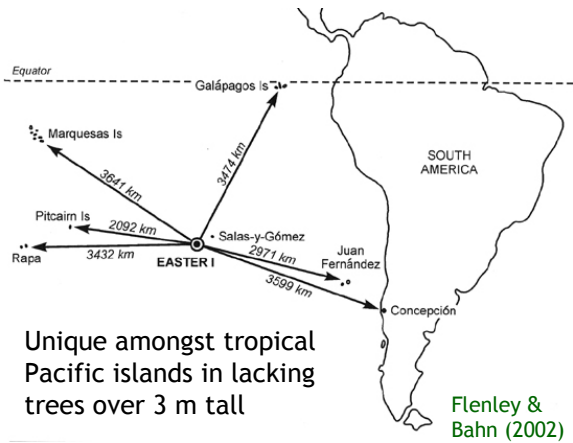 Equator
Galápagos Is
Marquesas Is
3474 km
SOUTH
AMERICA
3641 km
Pitcairn Is
2092 km
Salas-y-Gómez
Rapa
3432 km
EASTER I
2971 km
Juan
Fernández
3599 km
Concepción
Unique amongst tropical
Pacific islands in lacking
trees over 3 m tall
Flenley &
Bahn (2002)